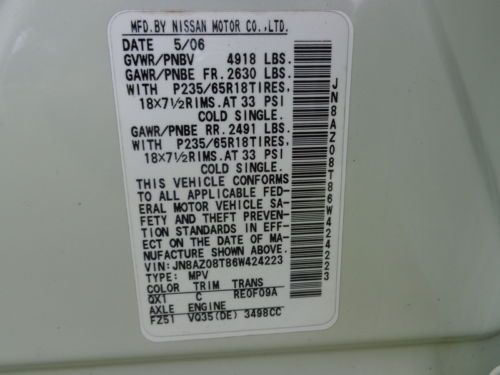 MFD.BY NISSAN MOTOR CO.,LTD.
DATE 5/06
GVWR/PNBV 4918 LBS.
GAWR/PNBE FR. 2630 LBS.
WITH P235/65R18TIRES,
18×7½RIMS.AT 33 PSI
COLD SINGLE.
GAWR/PNBE RR. 2491 LBS.
WITH P235/65R18TIRES,
18×7½RIMS.AT 33 PSI
COLD SINGLE.
THIS VEHICLE CONFORMS
TO ALL APPLICABLE FED-
ERAL MOTOR VEHICLE SA-
FETY AND THEFT PREVEN-
TION STANDARDS IN EFF-
ECT ON THE DATE OF MA-
NUFACTURE SHOWN ABOVE.
VIN:JN8AZ08T86W424223
TYPE: MPV
COLOR TRIM TRANS
QX1 C RE0F09A
AXLE ENGINE
FZ51 VQ35(DE) 3498CC
JN8AZ08T86W424223